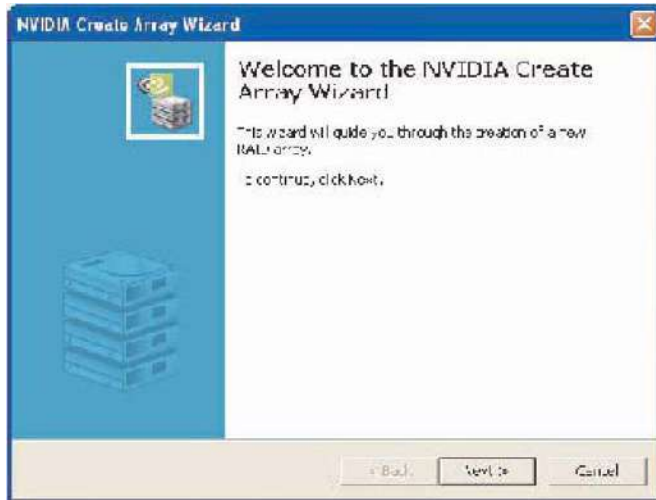 NVIDIA Create Array Wizard
Welcome to the NVIDIA Create
Array Wizard
This wizard will guide you through the creation of a new
RAID array.
To continue, click Next.
< Back
Next >
Cancel